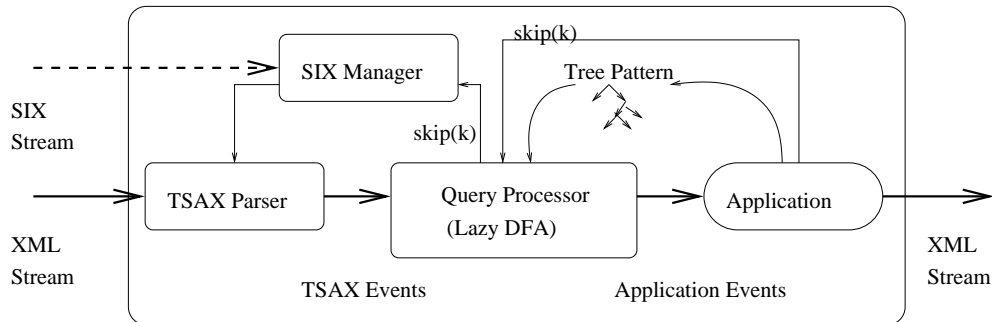 skip(k)
SIX Manager
Tree Pattern
SIX
Stream
skip(k)
TSAX Parser
Query Processor
(Lazy DFA)
Application
XML
Stream
TSAX Events
Application Events
XML
Stream